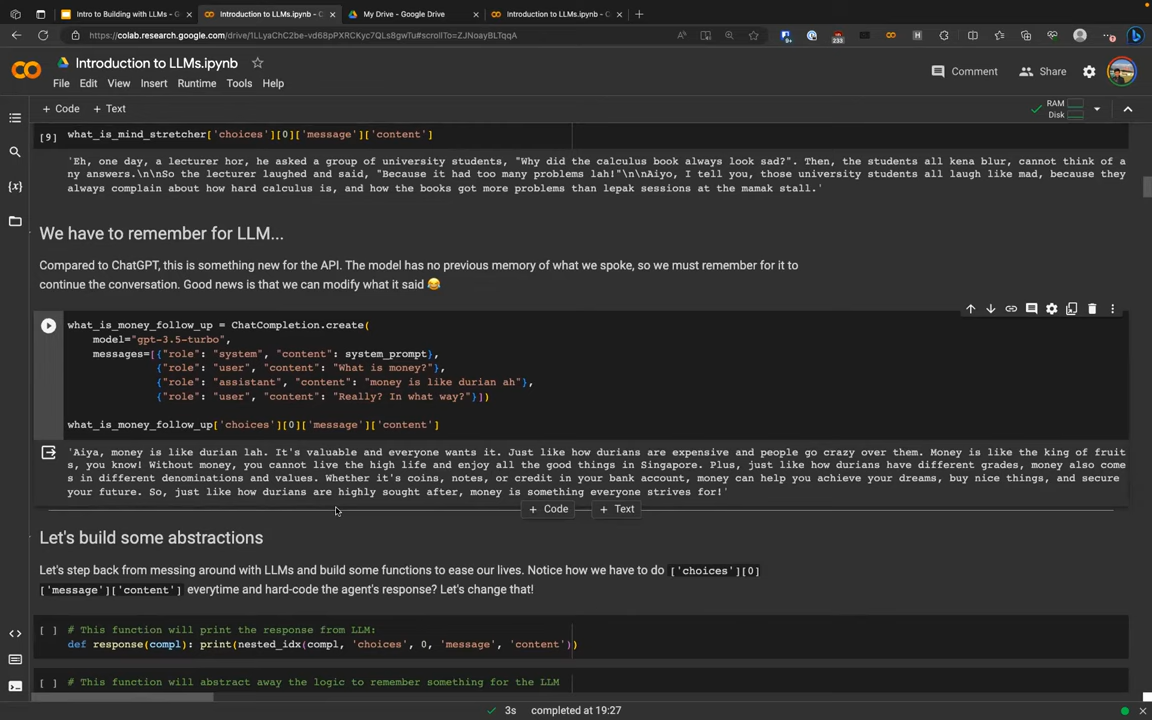 Intro to Building with LLMs - G
Introduction to LLMs.ipynb - C
My Drive - Google Drive
Introduction to LLMs.ipynb - C
https://colab.research.google.com/drive/1LLyaChC2be-vd68pPXRCKyc7QLs8gwTu#scrollTo=ZJNoayBLTqqA
233
Introduction to LLMs.ipynb
File Edit View Insert Runtime Tools Help
Comment
Share
+ Code + Text
RAM
Disk
[9] what_is_mind_stretcher['choices'][0]['message']['content']
'Eh, one day, a lecturer hor, he asked a group of university students, "Why did the calculus book always look sad?". Then, the students all kena blur, cannot think of a
ny answers.\n\nSo the lecturer laughed and said, "Because it had too many problems lah!"\n\nAiyo, I tell you, those university students all laugh like mad, because they
always complain about how hard calculus is, and how the books got more problems than lepak sessions at the mamak stall.'
We have to remember for LLM...
Compared to ChatGPT, this is something new for the API. The model has no previous memory of what we spoke, so we must remember for it to
continue the conversation. Good news is that we can modify what it said 😂
what_is_money_follow_up = ChatCompletion.create(
model="gpt-3.5-turbo",
messages=[{"role": "system", "content": system_prompt},
{"role": "user", "content": "What is money?"},
{"role": "assistant", "content": "money is like durian ah"},
{"role": "user", "content": "Really? In what way?"}])
what_is_money_follow_up['choices'][0]['message']['content']
'Aiya, money is like durian lah. It's valuable and everyone wants it. Just like how durians are expensive and people go crazy over them. Money is like the king of fruit
s, you know! Without money, you cannot live the high life and enjoy all the good things in Singapore. Plus, just like how durians have different grades, money also come
s in different denominations and values. Whether it's coins, notes, or credit in your bank account, money can help you achieve your dreams, buy nice things, and secure
your future. So, just like how durians are highly sought after, money is something everyone strives for!'
+ Code + Text
Let's build some abstractions
Let's step back from messing around with LLMs and build some functions to ease our lives. Notice how we have to do ['choices'][0]
['message']['content'] everytime and hard-code the agent's response? Let's change that!
[ ] # This function will print the response from LLM:
def response(compl): print(nested_idx(compl, 'choices', 0, 'message', 'content'))
[ ] # This function will abstract away the logic to remember something for the LLM
3s completed at 19:27